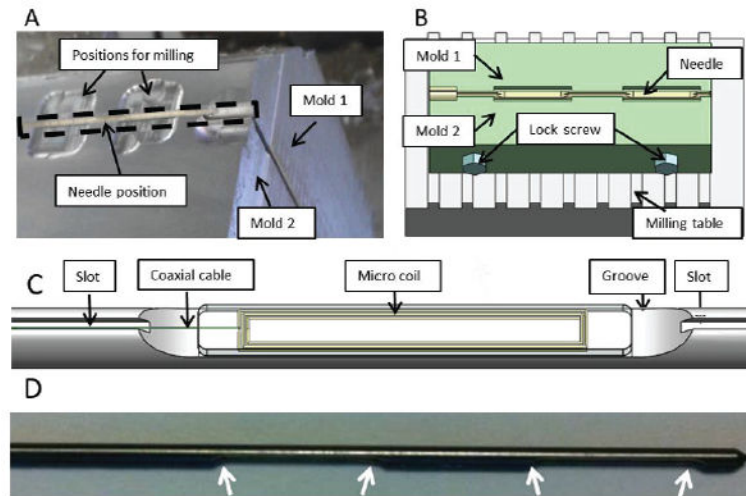 A
Positions for milling
Mold 1
Needle position
Mold 2
B
Mold 1
Needle
Mold 2
Lock screw
Milling table
C
Slot
Coaxial cable
Micro coil
Groove
Slot
D